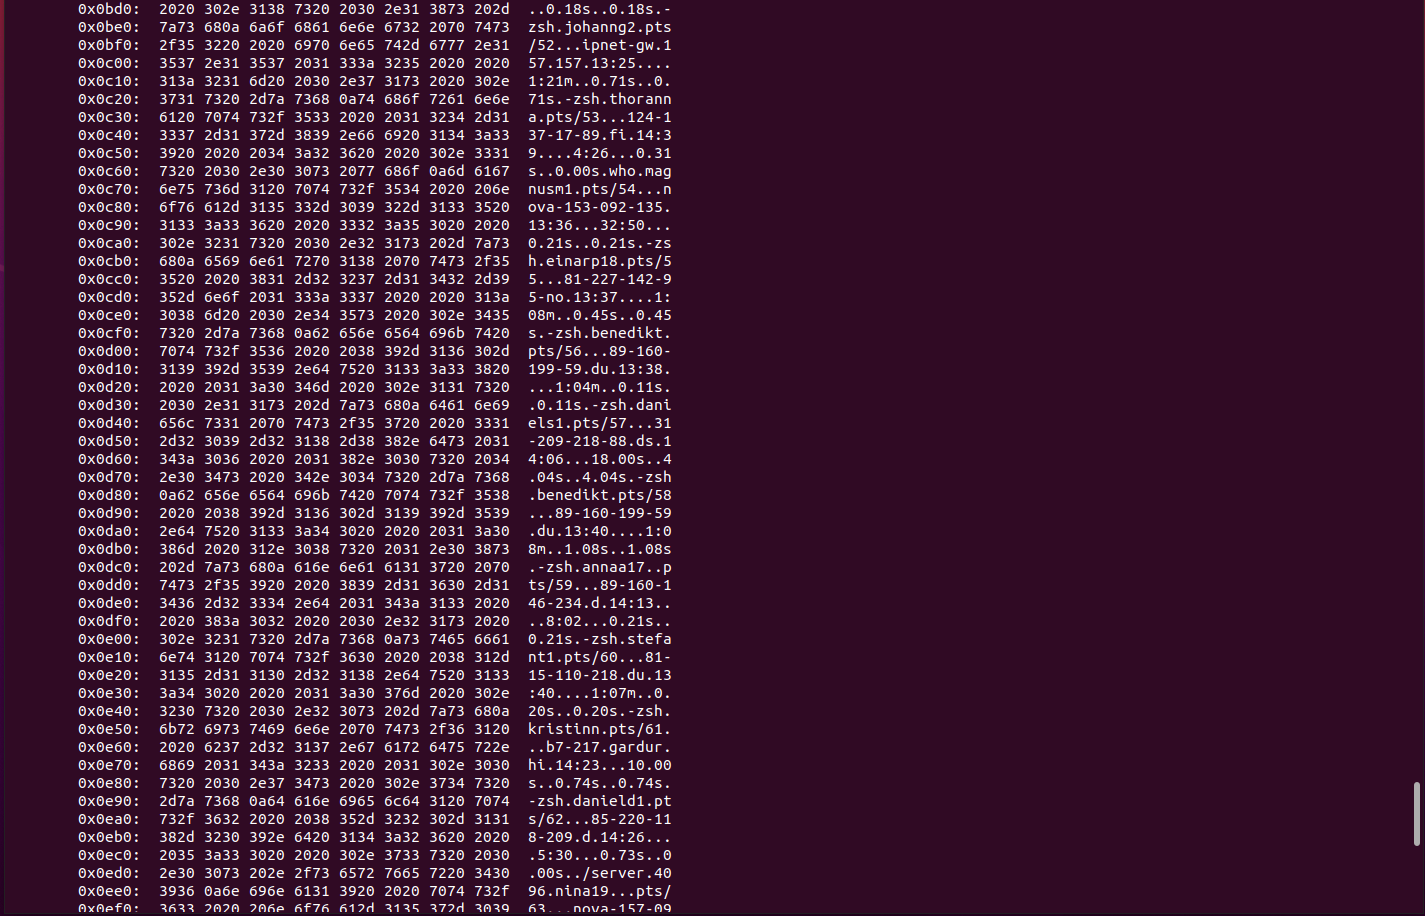 0x0bd0:  2020 302e 3138 7320 2030 2e31 3873 202d  ..0.18s..0.18s.-
0x0be0:  7a73 680a 6a6f 6861 6e6e 6732 2070 7473  zsh.johanng2.pts
0x0bf0:  2f35 3220 2020 6970 6e65 742d 6777 2e31  /52...ipnet-gw.1
0x0c00:  3537 2e31 3537 2031 333a 3235 2020 2020  57.157.13:25....
0x0c10:  313a 3231 6d20 2030 2e37 3173 2020 302e  1:21m..0.71s..0.
0x0c20:  3731 7320 2d7a 7368 0a74 686f 7261 6e6e  71s.-zsh.thorann
0x0c30:  6120 7074 732f 3533 2020 2031 3234 2d31  a.pts/53...124-1
0x0c40:  3337 2d31 372d 3839 2e66 6920 3134 3a33  37-17-89.fi.14:3
0x0c50:  3920 2020 2034 3a32 3620 2020 302e 3331  9....4:26...0.31
0x0c60:  7320 2030 2e30 3073 2077 686f 0a6d 6167  s..0.00s.who.mag
0x0c70:  6e75 736d 3120 7074 732f 3534 2020 206e  nusm1.pts/54...n
0x0c80:  6f76 612d 3135 332d 3039 322d 3133 3520  ova-153-092-135.
0x0c90:  3133 3a33 3620 2020 3332 3a35 3020 2020  13:36...32:50...
0x0ca0:  302e 3231 7320 2030 2e32 3173 202d 7a73  0.21s..0.21s.-zs
0x0cb0:  680a 6569 6e61 7270 3138 2070 7473 2f35  h.einarp18.pts/5
0x0cc0:  3520 2020 3831 2d32 3237 2d31 3432 2d39  5...81-227-142-9
0x0cd0:  352d 6e6f 2031 333a 3337 2020 2020 313a  5-no.13:37....1:
0x0ce0:  3038 6d20 2030 2e34 3573 2020 302e 3435  08m..0.45s..0.45
0x0cf0:  7320 2d7a 7368 0a62 656e 6564 696b 7420  s.-zsh.benedikt.
0x0d00:  7074 732f 3536 2020 2038 392d 3136 302d  pts/56...89-160-
0x0d10:  3139 392d 3539 2e64 7520 3133 3a33 3820  199-59.du.13:38.
0x0d20:  2020 2031 3a30 346d 2020 302e 3131 7320  ...1:04m..0.11s.
0x0d30:  2030 2e31 3173 202d 7a73 680a 6461 6e69  .0.11s.-zsh.dani
0x0d40:  656c 7331 2070 7473 2f35 3720 2020 3331  els1.pts/57...31
0x0d50:  2d32 3039 2d32 3138 2d38 382e 6473 2031  -209-218-88.ds.1
0x0d60:  343a 3036 2020 2031 382e 3030 7320 2034  4:06...18.00s..4
0x0d70:  2e30 3473 2020 342e 3034 7320 2d7a 7368  .04s..4.04s.-zsh
0x0d80:  0a62 656e 6564 696b 7420 7074 732f 3538  .benedikt.pts/58
0x0d90:  2020 2038 392d 3136 302d 3139 392d 3539  ...89-160-199-59
0x0da0:  2e64 7520 3133 3a34 3020 2020 2031 3a30  .du.13:40....1:0
0x0db0:  386d 2020 312e 3038 7320 2031 2e30 3873  8m..1.08s..1.08s
0x0dc0:  202d 7a73 680a 616e 6e61 6131 3720 2070  .-zsh.annaa17..p
0x0dd0:  7473 2f35 3920 2020 3839 2d31 3630 2d31  ts/59...89-160-1
0x0de0:  3436 2d32 3334 2e64 2031 343a 3133 2020  46-234.d.14:13..
0x0df0:  2020 383a 3032 2020 2030 2e32 3173 2020  ..8:02...0.21s..
0x0e00:  302e 3231 7320 2d7a 7368 0a73 7465 6661  0.21s.-zsh.stefa
0x0e10:  6e74 3120 7074 732f 3630 2020 2038 312d  nt1.pts/60...81-
0x0e20:  3135 2d31 3130 2d32 3138 2e64 7520 3133  15-110-218.du.13
0x0e30:  3a34 3020 2020 2031 3a30 376d 2020 302e  :40....1:07m..0.
0x0e40:  3230 7320 2030 2e32 3073 202d 7a73 680a  20s..0.20s.-zsh.
0x0e50:  6b72 6973 7469 6e6e 2070 7473 2f36 3120  kristinn.pts/61.
0x0e60:  2020 6237 2d32 3137 2e67 6172 6475 722e  ..b7-217.gardur.
0x0e70:  6869 2031 343a 3233 2020 2031 302e 3030  hi.14:23...10.00
0x0e80:  7320 2030 2e37 3473 2020 302e 3734 7320  s..0.74s..0.74s.
0x0e90:  2d7a 7368 0a64 616e 6965 6c64 3120 7074  -zsh.danield1.pt
0x0ea0:  732f 3632 2020 2038 352d 3232 302d 3131  s/62...85-220-11
0x0eb0:  382d 3230 392e 6420 3134 3a32 3620 2020  8-209.d.14:26...
0x0ec0:  2035 3a33 3020 2020 302e 3733 7320 2030  .5:30...0.73s..0
0x0ed0:  2e30 3073 202e 2f73 6572 7665 7220 3430  .00s../server.40
0x0ee0:  3936 0a6e 696e 6131 3920 2020 7074 732f  96.nina19...pts/
0x0ef0:  3633 2020 206e 6f76 612d 3135 372d 3039  63...nova-157-09